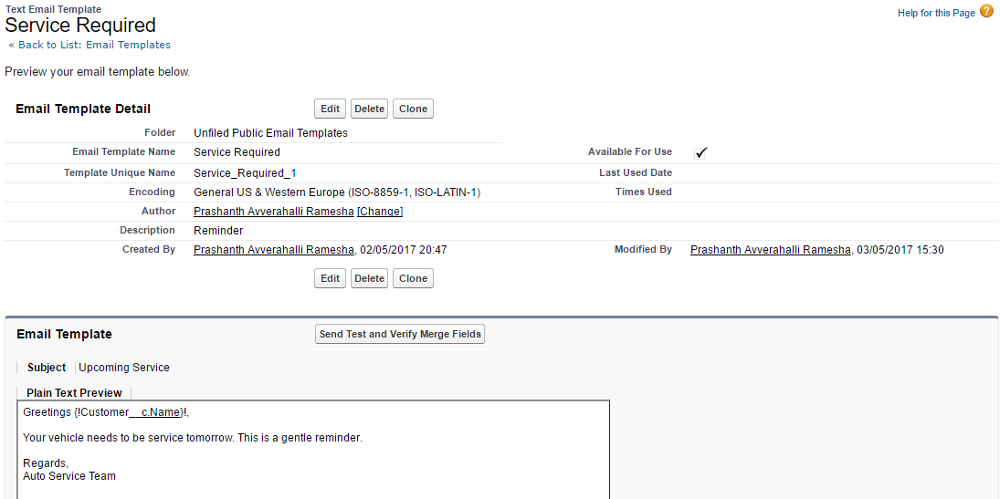 Text Email Template
Service Required
Help for this Page ?
« Back to List: Email Templates
Preview your email template below.
Email Template Detail Edit Delete Clone
Folder Unfiled Public Email Templates
Email Template Name Service Required Available For Use ✓
Template Unique Name Service_Required_1 Last Used Date
Encoding General US & Western Europe (ISO-8859-1, ISO-LATIN-1) Times Used
Author Prashanth Avverahalli Ramesha [Change]
Description Reminder
Created By Prashanth Avverahalli Ramesha, 02/05/2017 20:47 Modified By Prashanth Avverahalli Ramesha, 03/05/2017 15:30
Edit Delete Clone
Email Template Send Test and Verify Merge Fields
Subject Upcoming Service
Plain Text Preview
Greetings {!Customer__c.Name}!,
Your vehicle needs to be service tomorrow. This is a gentle reminder.
Regards,
Auto Service Team